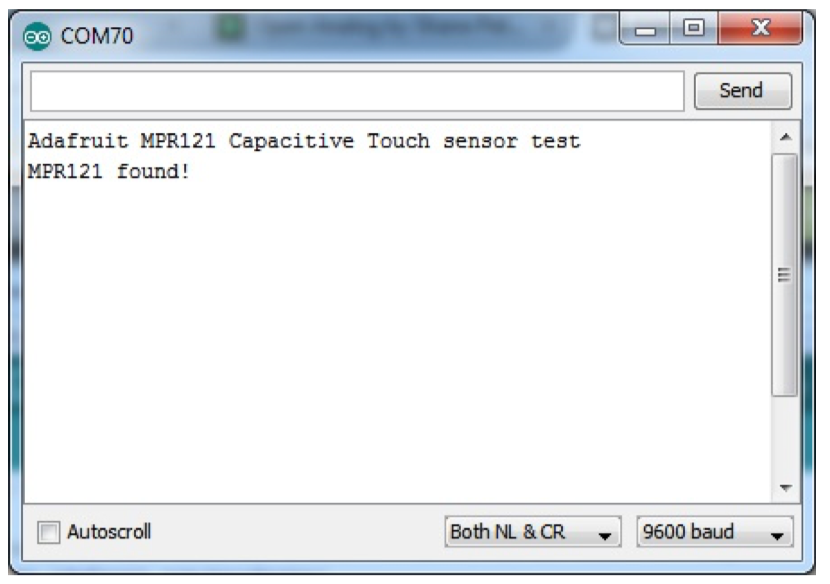 COM70
Send
Adafruit MPR121 Capacitive Touch sensor test
MPR121 found!
Autoscroll
Both NL & CR
9600 baud